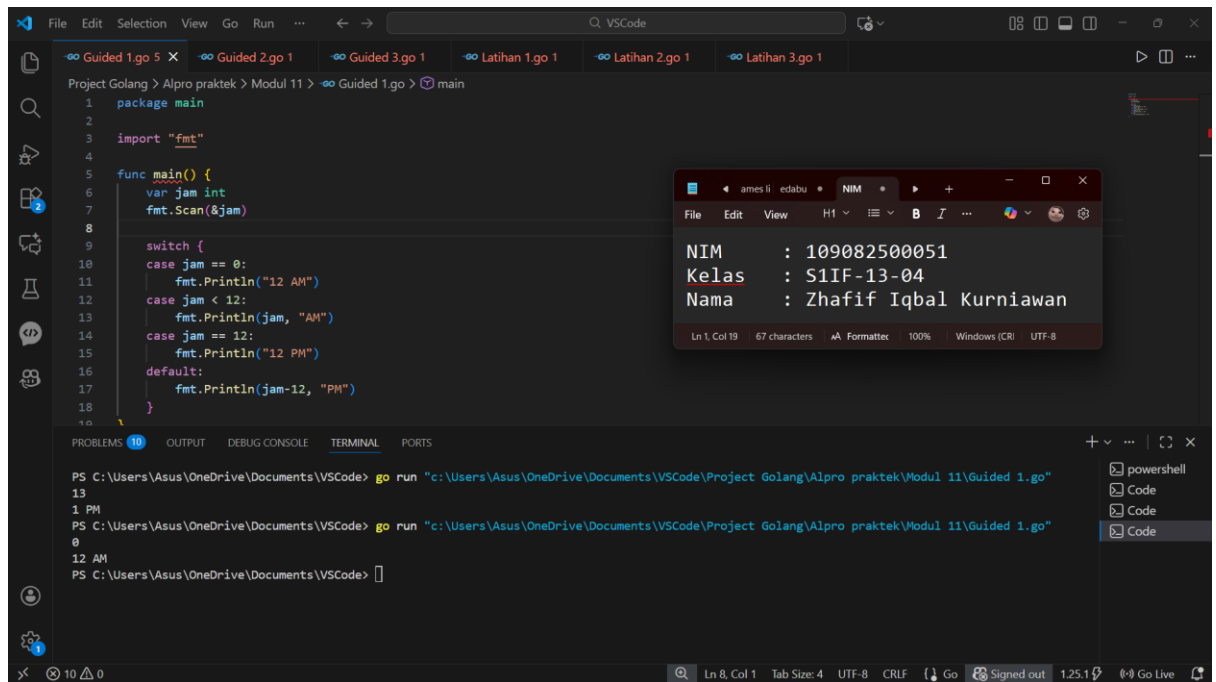 File Edit Selection View Go Run ··· VSCode
Guided 1.go 5 Guided 2.go 1 Guided 3.go 1 Latihan 1.go 1 Latihan 2.go 1 Latihan 3.go 1
Project Golang > Alpro praktek > Modul 11 > Guided 1.go > main
1 package main
2
3 import "fmt"
4
5 func main() {
6 var jam int
7 fmt.Scan(&jam)
8
9 switch {
10 case jam == 0:
11 fmt.Println("12 AM")
12 case jam < 12:
13 fmt.Println(jam, "AM")
14 case jam == 12:
15 fmt.Println("12 PM")
16 default:
17 fmt.Println(jam-12, "PM")
18 }
19 }
ames li edabu NIM
File Edit View H1 B I ···
NIM : 109082500051
Kelas : S1IF-13-04
Nama : Zhafif Iqbal Kurniawan
Ln 1, Col 19 67 characters Formattec 100% Windows (CRI UTF-8
PROBLEMS 10 OUTPUT DEBUG CONSOLE TERMINAL PORTS
PS C:\Users\Asus\OneDrive\Documents\VSCode> go run "c:\Users\Asus\OneDrive\Documents\VSCode\Project Golang\Alpro praktek\Modul 11\Guided 1.go"
13
1 PM
PS C:\Users\Asus\OneDrive\Documents\VSCode> go run "c:\Users\Asus\OneDrive\Documents\VSCode\Project Golang\Alpro praktek\Modul 11\Guided 1.go"
0
12 AM
PS C:\Users\Asus\OneDrive\Documents\VSCode>
powershell
Code
Code
Code
2
1
10 0 Ln 8, Col 1 Tab Size: 4 UTF-8 CRLF {} Go Signed out 1.25.1 Go Live